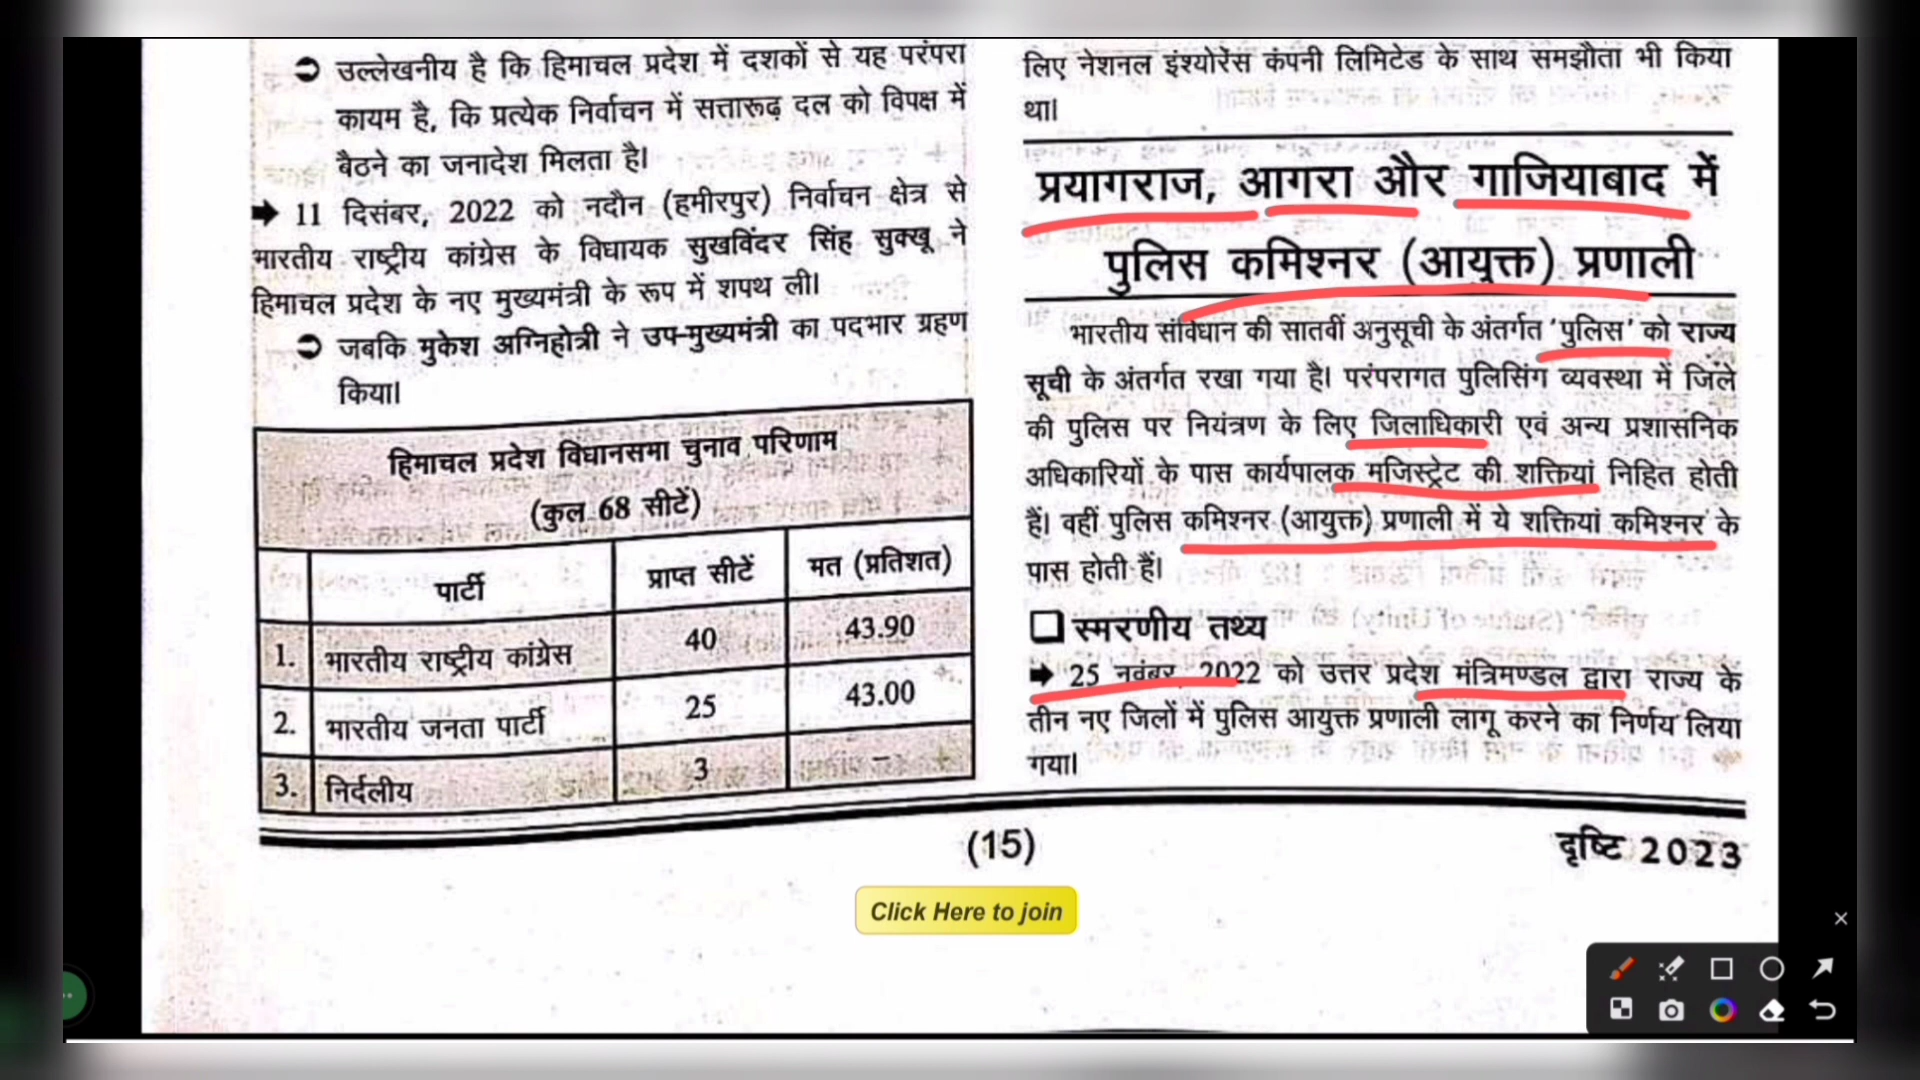 उल्लेखनीय है कि हिमाचल प्रदेश में दशकों से यह परंपरा
कायम है, कि प्रत्येक निर्वाचन में सत्तारूढ़ दल को विपक्ष में
बैठने का जनादेश मिलता है।
11 दिसंबर, 2022 को नदौन (हमीरपुर) निर्वाचन क्षेत्र से
भारतीय राष्ट्रीय कांग्रेस के विधायक सुखविंदर सिंह सुक्खू ने
हिमाचल प्रदेश के नए मुख्यमंत्री के रूप में शपथ ली।
जबकि मुकेश अग्निहोत्री ने उप-मुख्यमंत्री का पदभार ग्रहण
किया।
हिमाचल प्रदेश विधानसभा चुनाव परिणाम
(कुल 68 सीटें)
पार्टी प्राप्त सीटें मत (प्रतिशत)
1. भारतीय राष्ट्रीय कांग्रेस 40 43.90
2. भारतीय जनता पार्टी 25 43.00
3. निर्दलीय 3 –
लिए नेशनल इंश्योरेंस कंपनी लिमिटेड के साथ समझौता भी किया
था।
प्रयागराज, आगरा और गाजियाबाद में
पुलिस कमिश्नर (आयुक्त) प्रणाली
भारतीय संविधान की सातवीं अनुसूची के अंतर्गत 'पुलिस' को राज्य
सूची के अंतर्गत रखा गया है। परंपरागत पुलिसिंग व्यवस्था में जिले
की पुलिस पर नियंत्रण के लिए जिलाधिकारी एवं अन्य प्रशासनिक
अधिकारियों के पास कार्यपालक मजिस्ट्रेट की शक्तियां निहित होती
हैं। वहीं पुलिस कमिश्नर (आयुक्त) प्रणाली में ये शक्तियां कमिश्नर के
पास होती हैं।
स्मरणीय तथ्य
25 नवंबर, 2022 को उत्तर प्रदेश मंत्रिमण्डल द्वारा राज्य के
तीन नए जिलों में पुलिस आयुक्त प्रणाली लागू करने का निर्णय लिया
गया।
(15)
दृष्टि 2023
Click Here to join